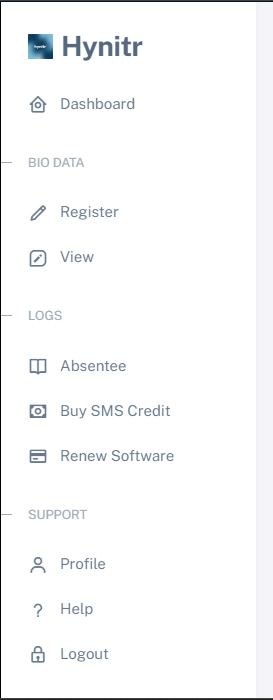 Hynitr
Dashboard
BIO DATA
Register
View
LOGS
Absentee
Buy SMS Credit
Renew Software
SUPPORT
Profile
Help
Logout